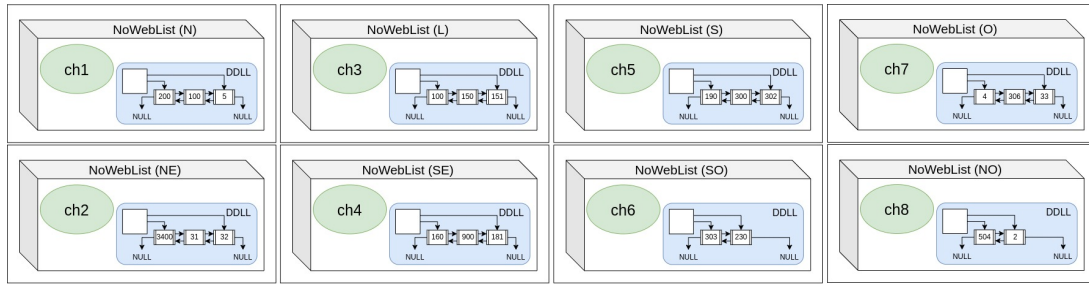 NoWebList (N)
ch1
DDLL
200 100 5
NULL NULL
NoWebList (L)
ch3
DDLL
100 150 151
NULL NULL
NoWebList (S)
ch5
DDLL
190 300 302
NULL NULL
NoWebList (O)
ch7
DDLL
4 306 33
NULL NULL
NoWebList (NE)
ch2
DDLL
3400 31 32
NULL NULL
NoWebList (SE)
ch4
DDLL
160 900 181
NULL NULL
NoWebList (SO)
ch6
DDLL
303 230
NULL NULL
NoWebList (NO)
ch8
DDLL
504 2
NULL NULL